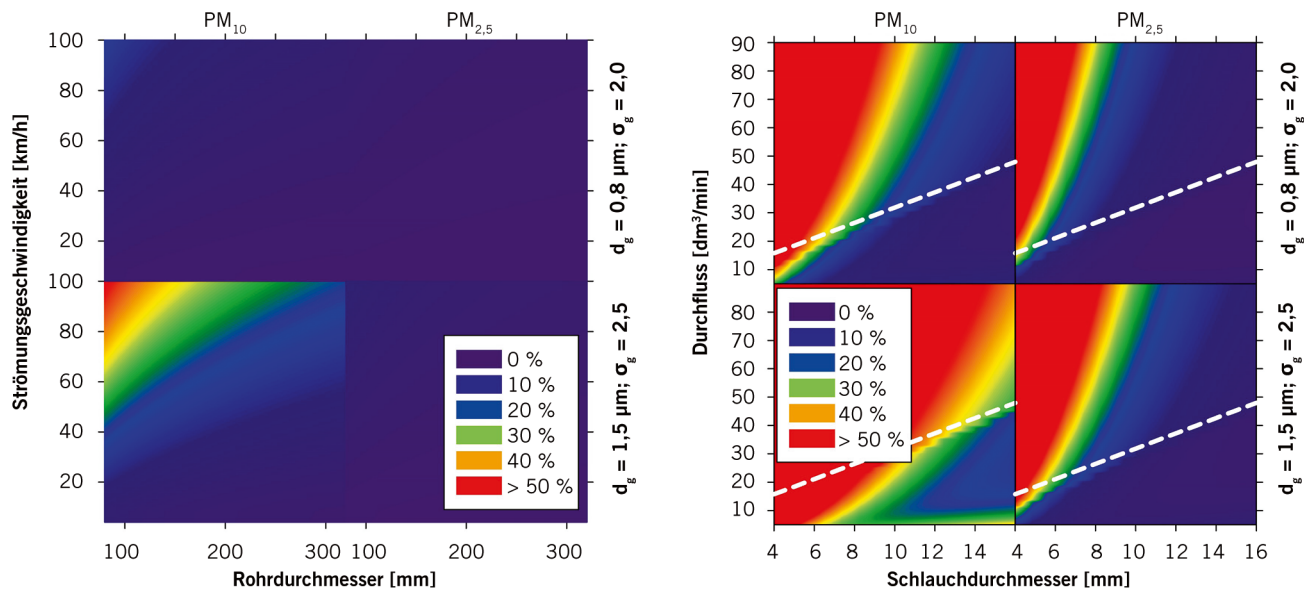 PM10 PM2,5
100
80
60
40
20
100
80
60
40
20
Strömungsgeschwindigkeit [km/h]
dg = 0,8 µm; σg = 2,0
dg = 1,5 µm; σg = 2,5
0 %
10 %
20 %
30 %
40 %
> 50 %
100 200 300 100 200 300
Rohrdurchmesser [mm]
PM10 PM2,5
90
80
70
60
50
40
30
20
10
80
70
60
50
40
30
20
10
Durchfluss [dm³/min]
dg = 0,8 µm; σg = 2,0
dg = 1,5 µm; σg = 2,5
0 %
10 %
20 %
30 %
40 %
> 50 %
4 6 8 10 12 14 4 6 8 10 12 14 16
Schlauchdurchmesser [mm]